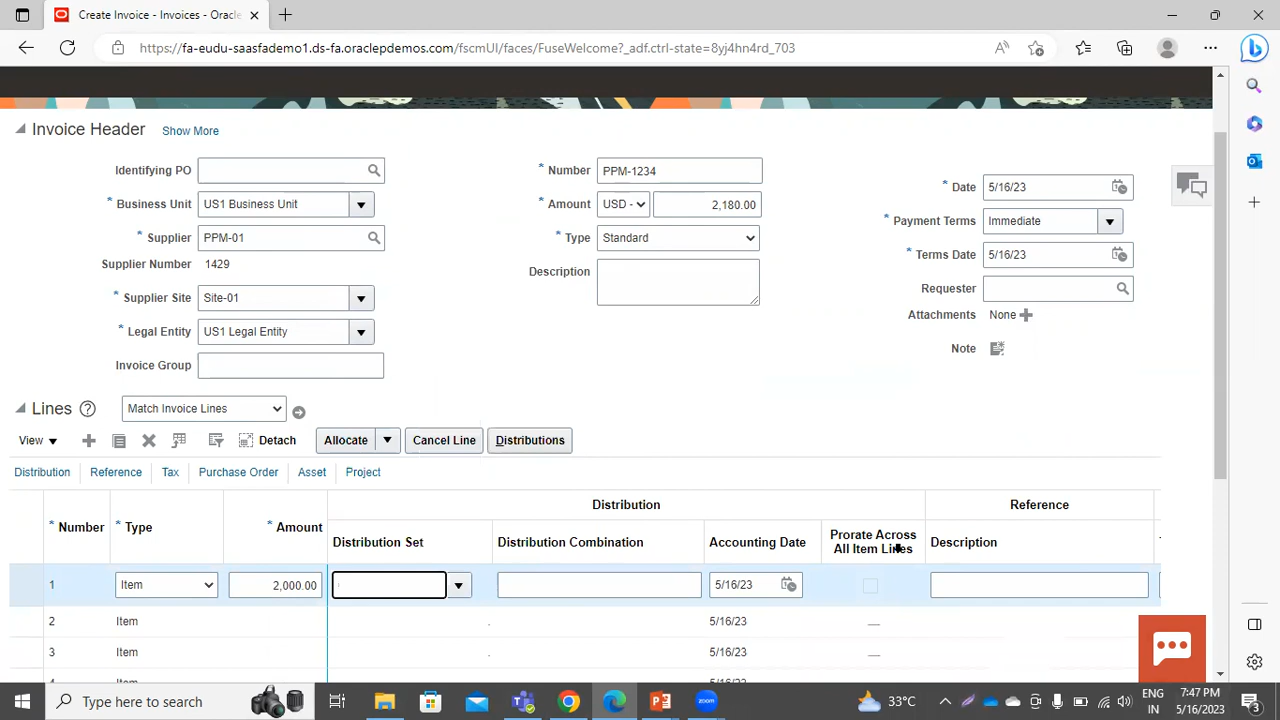 Create Invoice - Invoices - Oracle
https://fa-eudu-saasfademo1.ds-fa.oraclepdemos.com/fscmUI/faces/FuseWelcome?_adf.ctrl-state=8yj4hn4rd_703
Invoice Header Show More
Identifying PO
* Business Unit US1 Business Unit
* Supplier PPM-01
Supplier Number 1429
* Supplier Site Site-01
* Legal Entity US1 Legal Entity
Invoice Group
* Number PPM-1234
* Amount USD - 2,180.00
* Type Standard
Description
* Date 5/16/23
* Payment Terms Immediate
* Terms Date 5/16/23
Requester
Attachments None
Note
Lines Match Invoice Lines
View Detach Allocate Cancel Line Distributions
Distribution Reference Tax Purchase Order Asset Project
Distribution Reference
* Number * Type * Amount Distribution Set Distribution Combination Accounting Date Prorate Across All Item Lines Description
1 Item 2,000.00 5/16/23
2 Item 5/16/23
3 Item 5/16/23
Type here to search
33°C
ENG
IN
7:47 PM
5/16/2023
3